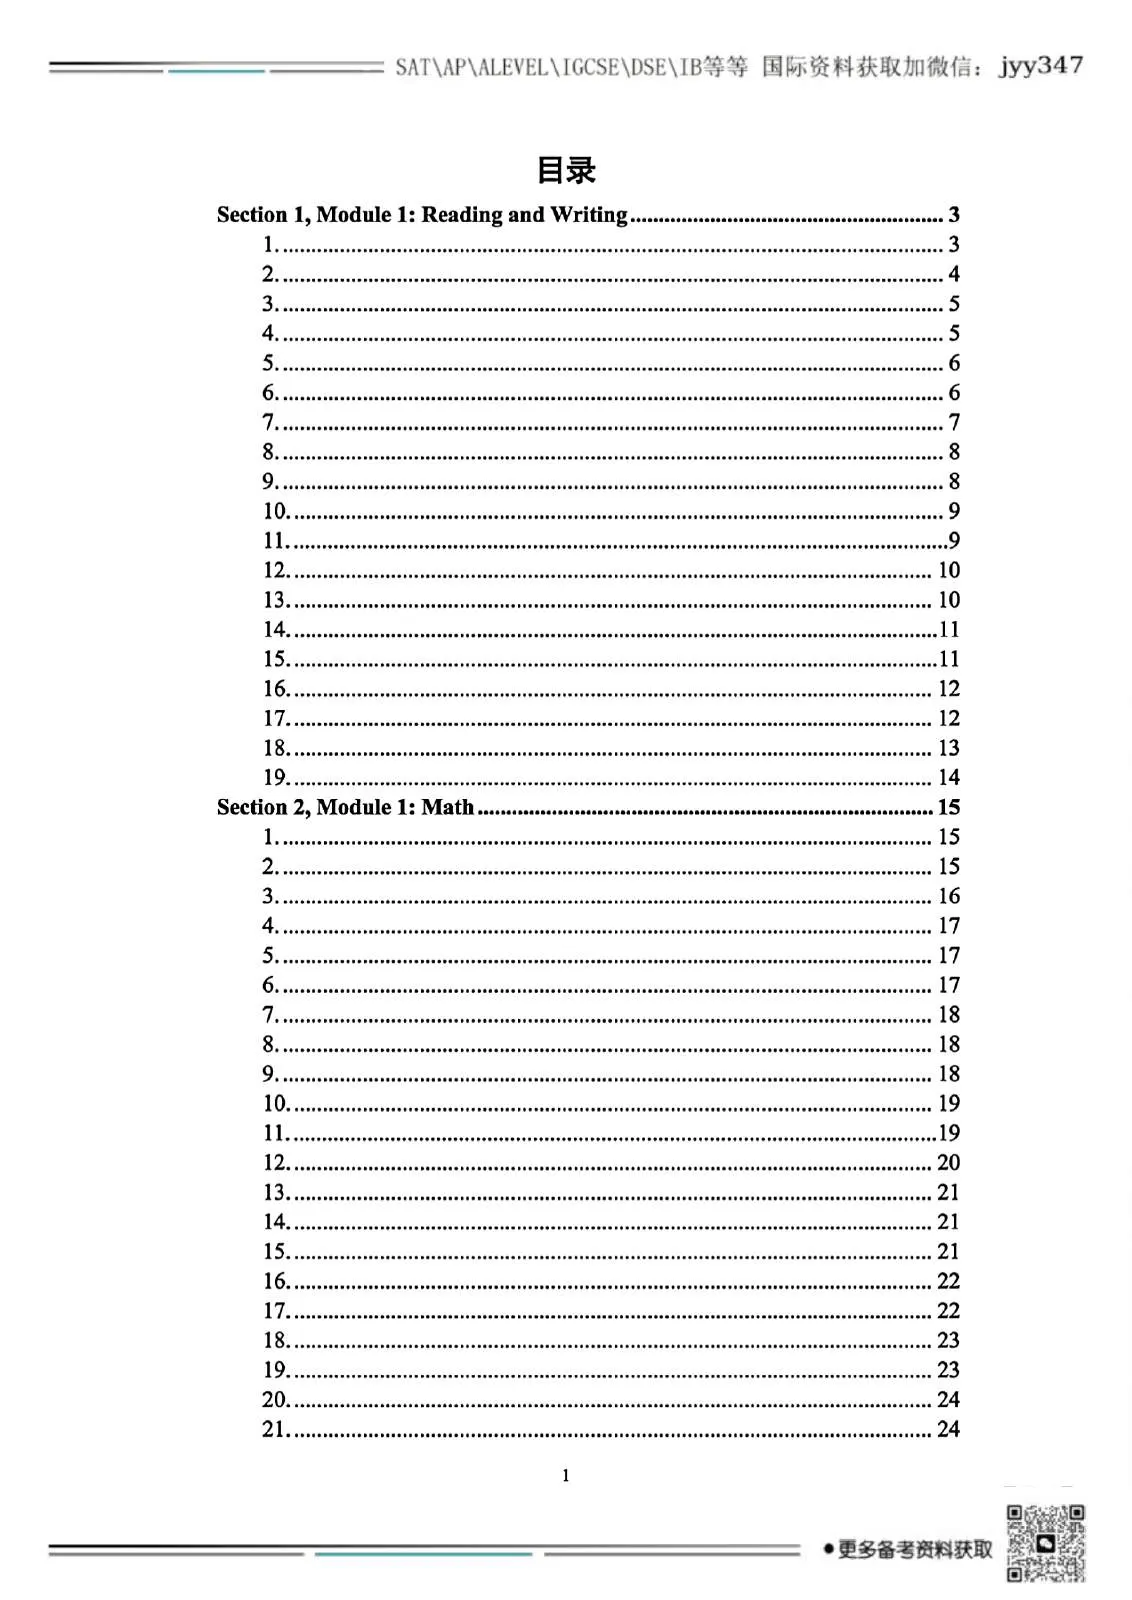 SAT\AP\ALEVEL\IGCSE\DSE\IB等等 国际资料获取加微信：jyy347
目录
Section 1, Module 1: Reading and Writing........................................................ 3
1. ........................................................ 3
2. ........................................................ 4
3. ........................................................ 5
4. ........................................................ 5
5. ........................................................ 6
6. ........................................................ 6
7. ........................................................ 7
8. ........................................................ 8
9. ........................................................ 8
10. ........................................................ 9
11. ........................................................9
12. ........................................................ 10
13. ........................................................ 10
14. ........................................................11
15. ........................................................11
16. ........................................................ 12
17. ........................................................ 12
18. ........................................................ 13
19. ........................................................ 14
Section 2, Module 1: Math........................................................ 15
1. ........................................................ 15
2. ........................................................ 15
3. ........................................................ 16
4. ........................................................ 17
5. ........................................................ 17
6. ........................................................ 17
7. ........................................................ 18
8. ........................................................ 18
9. ........................................................ 18
10. ........................................................ 19
11. ........................................................19
12. ........................................................ 20
13. ........................................................ 21
14. ........................................................ 21
15. ........................................................ 21
16. ........................................................ 22
17. ........................................................ 22
18. ........................................................ 23
19. ........................................................ 23
20. ........................................................ 24
21. ........................................................ 24
1
●更多备考资料获取